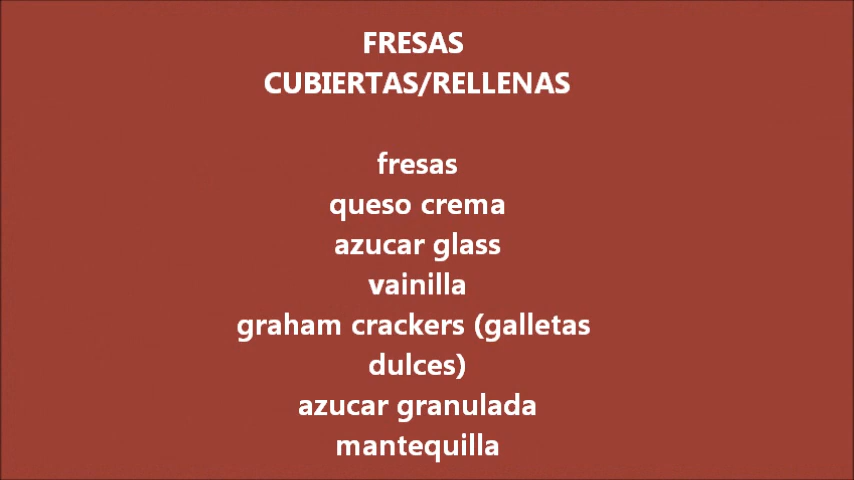 FRESAS
CUBIERTAS/RELLENAS
fresas
queso crema
azucar glass
vainilla
graham crackers (galletas
dulces)
azucar granulada
mantequilla